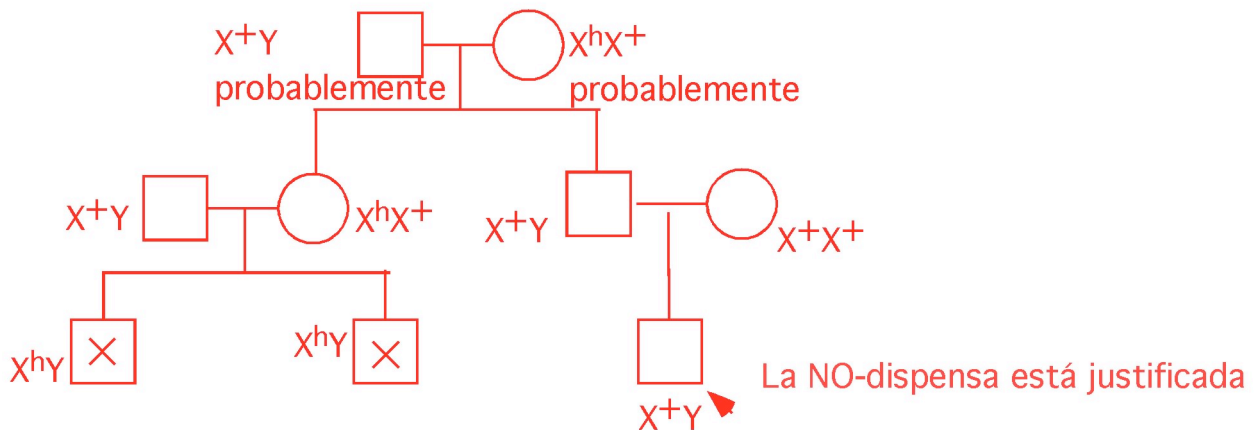 X⁺Y
XʰX⁺
probablemente
probablemente
X⁺Y
XʰX⁺
X⁺Y
X⁺X⁺
XʰY
XʰY
La NO-dispensa está justificada
X⁺Y